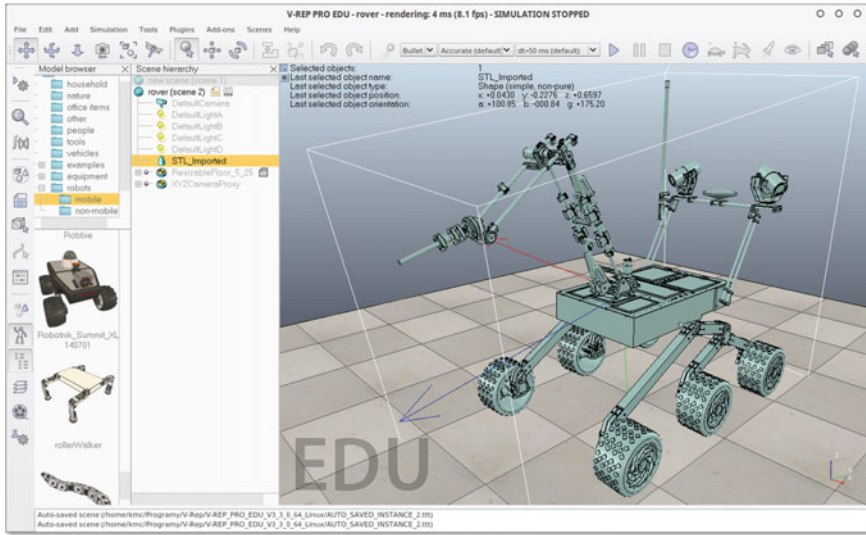 V-REP PRO EDU - rover - rendering: 4 ms (8.1 fps) - SIMULATION STOPPED
File Edit Add Simulation Tools Plugins Add-ons Scenes Help
Bullet Accurate (default) dt=50 ms (default)
Model browser
household
nature
office items
other
people
tools
vehicles
examples
equipment
robots
mobile
non-mobile
Robbie
Robotnik_Summit_XL
140701
rollerWalker
Scene hierarchy
new scene (scene 1)
rover (scene 2)
DefaultCamera
DefaultLightA
DefaultLightB
DefaultLightC
DefaultLightD
STL_Imported
ResizableFloor_5_25
XYZCameraProxy
Selected objects: 1
Last selected object name: STL_Imported
Last selected object type: Shape (simple, non-pure)
Last selected object position: x: +0.0430 y: -0.2276 z: +0.6597
Last selected object orientation: a: +100.85 b: -000.84 g: +175.20
EDU
Auto-saved scene (/home/kmc/Programy/V-Rep/V-REP_PRO_EDU_V3_3_0_64_Linux/AUTO_SAVED_INSTANCE_2.ttt)
Auto-saved scene (/home/kmc/Programy/V-Rep/V-REP_PRO_EDU_V3_3_0_64_Linux/AUTO_SAVED_INSTANCE_2.ttt)